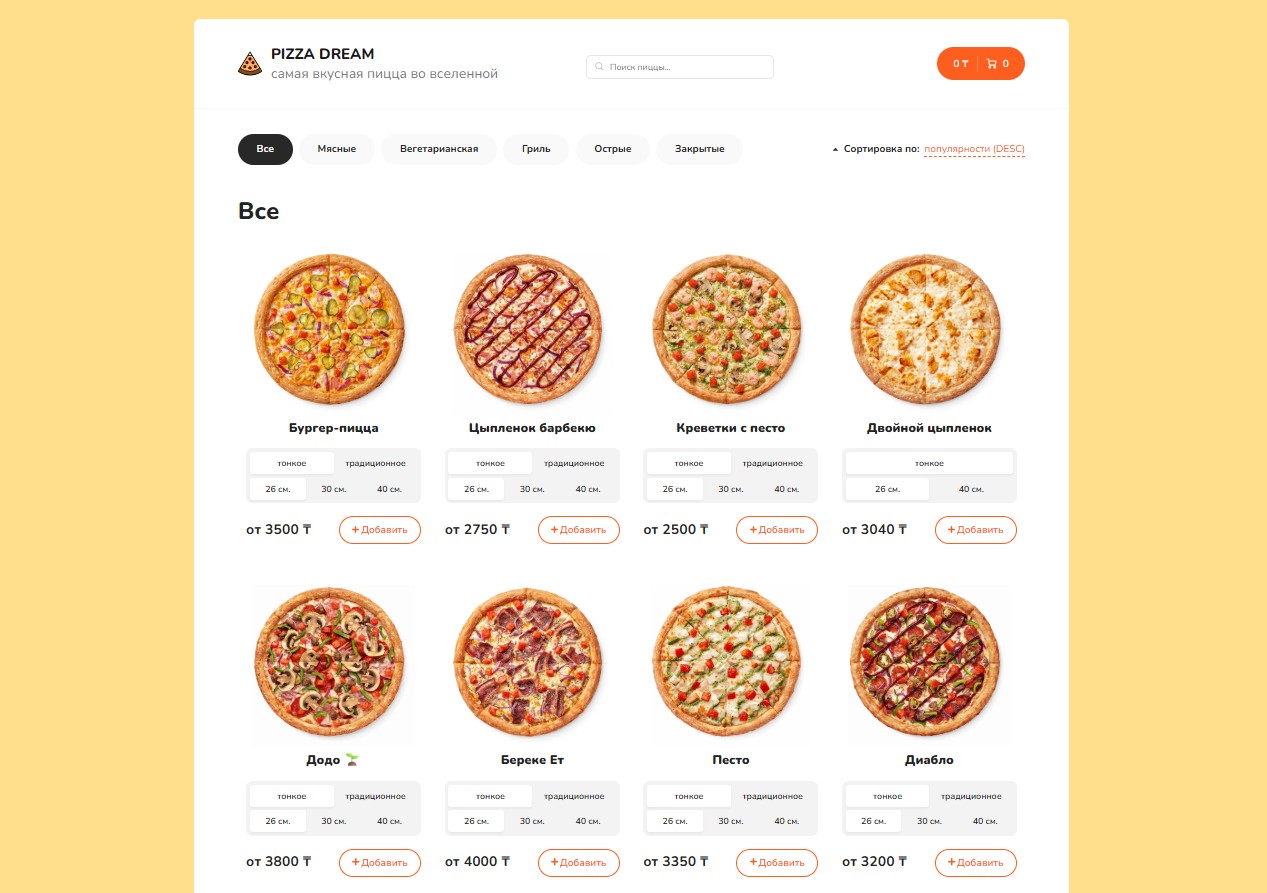 PIZZA DREAM
самая вкусная пицца во вселенной
Поиск пиццы...
0 ₸ 0
Все Мясные Вегетарианская Гриль Острые Закрытые Сортировка по: популярности (DESC)
Все
Бургер-пицца Цыпленок барбекю Креветки с песто Двойной цыпленок
тонкое традиционное тонкое традиционное тонкое традиционное тонкое
26 см. 30 см. 40 см. 26 см. 30 см. 40 см. 26 см. 30 см. 40 см. 26 см. 40 см.
от 3500 ₸ + Добавить от 2750 ₸ + Добавить от 2500 ₸ + Добавить от 3040 ₸ + Добавить
Додо 🌱 Береке Ет Песто Диабло
тонкое традиционное тонкое традиционное тонкое традиционное тонкое традиционное
26 см. 30 см. 40 см. 26 см. 30 см. 40 см. 26 см. 30 см. 40 см. 26 см. 30 см. 40 см.
от 3800 ₸ + Добавить от 4000 ₸ + Добавить от 3350 ₸ + Добавить от 3200 ₸ + Добавить